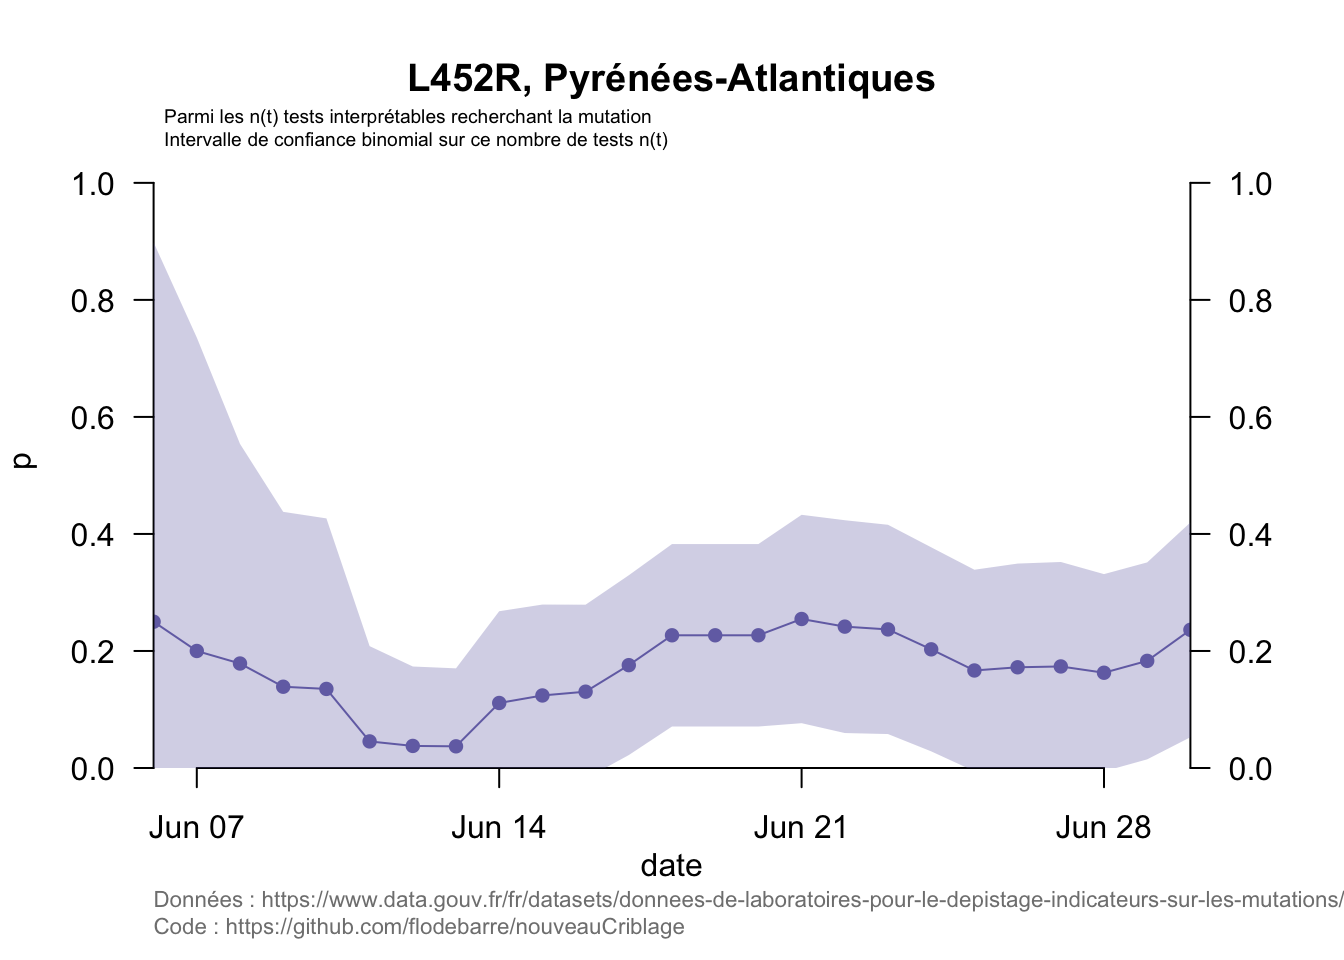 L452R, Pyrénées-Atlantiques
Parmi les n(t) tests interprétables recherchant la mutation
Intervalle de confiance binomial sur ce nombre de tests n(t)
1.0
0.8
0.6
0.4
0.2
0.0
p
1.0
0.8
0.6
0.4
0.2
0.0
Jun 07 Jun 14 Jun 21 Jun 28
date
Données : https://www.data.gouv.fr/fr/datasets/donnees-de-laboratoires-pour-le-depistage-indicateurs-sur-les-mutations/
Code : https://github.com/flodebarre/nouveauCriblage